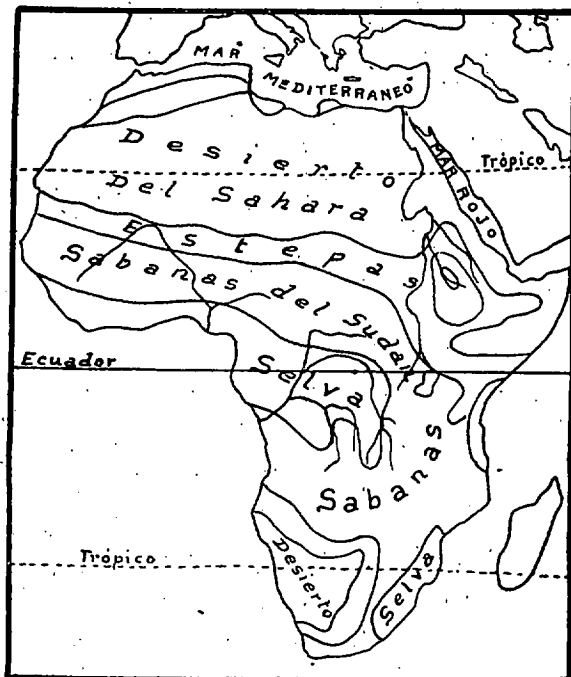 MAR
MEDITERRANEO
Desierto
Trópico
Del Sahara
MAR ROJO
Estepas
Sabanas del Sudan
Ecuador
Selva
Sabanas
Trópico
Desierto
Selva